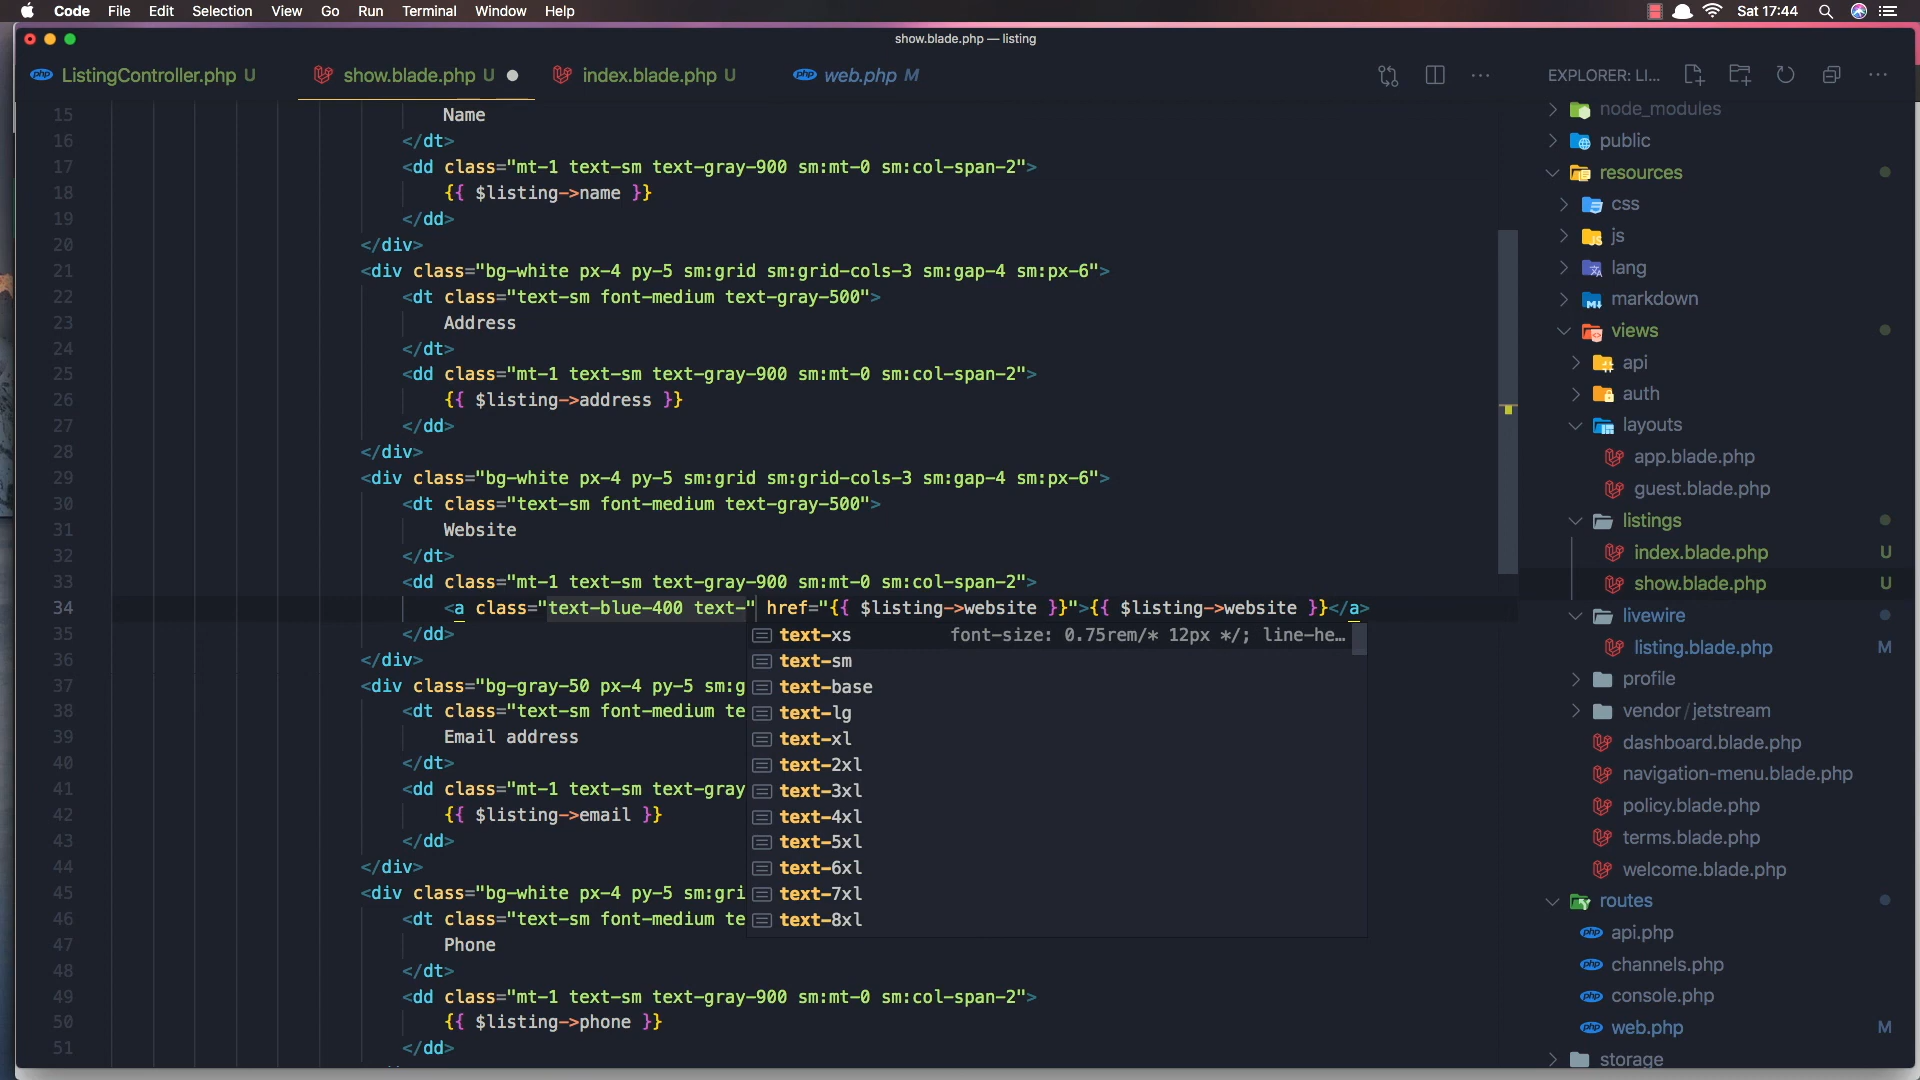 Code File Edit Selection View Go Run Terminal Window Help Sat 17:44
show.blade.php — listing
php ListingController.php U show.blade.php U index.blade.php U php web.php M EXPLORER: LI...
15 Name
16 </dt>
17 <dd class="mt-1 text-sm text-gray-900 sm:mt-0 sm:col-span-2">
18 {{ $listing->name }}
19 </dd>
20 </div>
21 <div class="bg-white px-4 py-5 sm:grid sm:grid-cols-3 sm:gap-4 sm:px-6">
22 <dt class="text-sm font-medium text-gray-500">
23 Address
24 </dt>
25 <dd class="mt-1 text-sm text-gray-900 sm:mt-0 sm:col-span-2">
26 {{ $listing->address }}
27 </dd>
28 </div>
29 <div class="bg-white px-4 py-5 sm:grid sm:grid-cols-3 sm:gap-4 sm:px-6">
30 <dt class="text-sm font-medium text-gray-500">
31 Website
32 </dt>
33 <dd class="mt-1 text-sm text-gray-900 sm:mt-0 sm:col-span-2">
34 <a class="text-blue-400 text-" href="{{ $listing->website }}">{{ $listing->website }}</a>
35 </dd>
36 </div>
37 <div class="bg-gray-50 px-4 py-5 sm:g
38 <dt class="text-sm font-medium te
39 Email address
40 </dt>
41 <dd class="mt-1 text-sm text-gray
42 {{ $listing->email }}
43 </dd>
44 </div>
45 <div class="bg-white px-4 py-5 sm:gri
46 <dt class="text-sm font-medium te
47 Phone
48 </dt>
49 <dd class="mt-1 text-sm text-gray-900 sm:mt-0 sm:col-span-2">
50 {{ $listing->phone }}
51 </dd>
text-xs font-size: 0.75rem/* 12px */; line-he...
text-sm
text-base
text-lg
text-xl
text-2xl
text-3xl
text-4xl
text-5xl
text-6xl
text-7xl
text-8xl
node_modules
public
resources
css
js
lang
markdown
views
api
auth
layouts
app.blade.php
guest.blade.php
listings
index.blade.php U
show.blade.php U
livewire
listing.blade.php M
profile
vendor/jetstream
dashboard.blade.php
navigation-menu.blade.php
policy.blade.php
terms.blade.php
welcome.blade.php
routes
php api.php
php channels.php
php console.php
php web.php M
storage